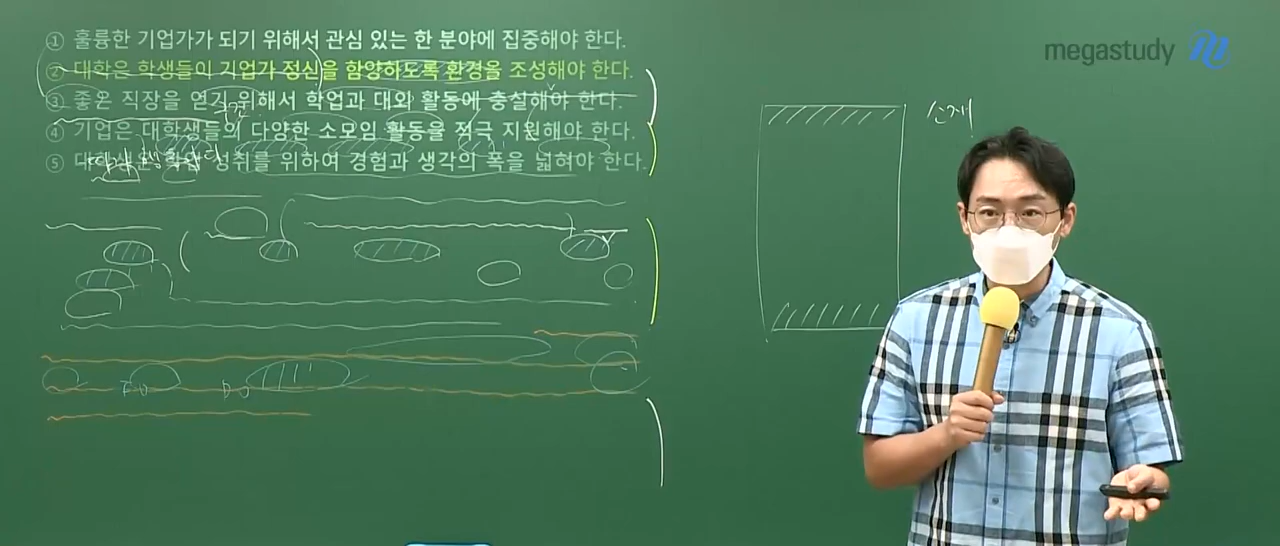 ① 훌륭한 기업가가 되기 위해서 관심 있는 한 분야에 집중해야 한다.
② 대학은 학생들이 기업가 정신을 함양하도록 환경을 조성해야 한다.
③ 좋은 직장을 얻기 위해서 학업과 대외 활동에 충실해야 한다.
④ 기업은 대학생들의 다양한 소모임 활동을 적극 지원해야 한다.
⑤ 대학생은 학업 성취를 위하여 경험과 생각의 폭을 넓혀야 한다.
megastudy
소재